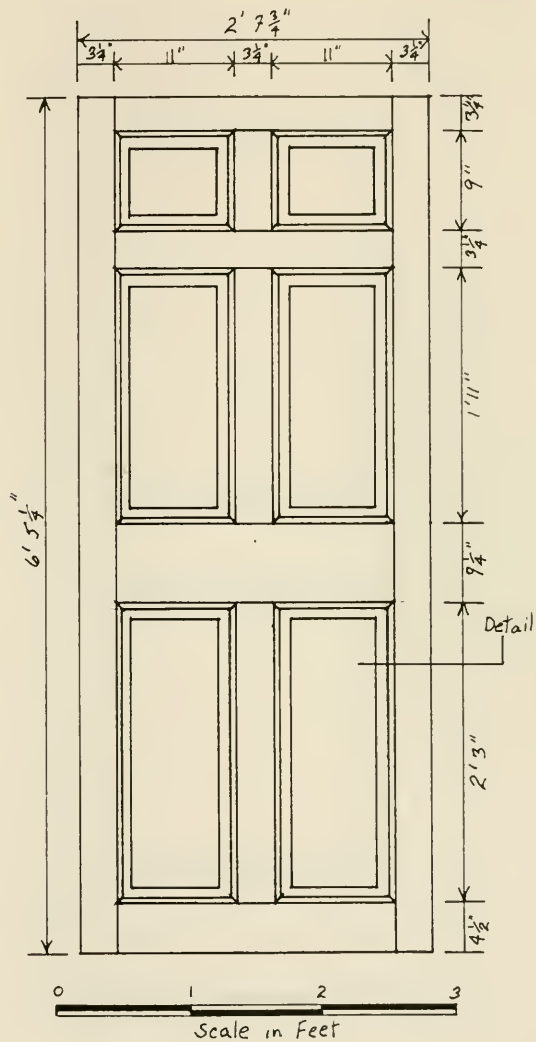 2' 7 3/4"
3 1/4" 11" 3 1/4" 11" 3 1/4"
3 1/4"
9"
3 1/4"
1'11"
6' 5 1/4"
7 1/4"
Detail
2'3"
4 1/2"
0 1 2 3
Scale in Feet